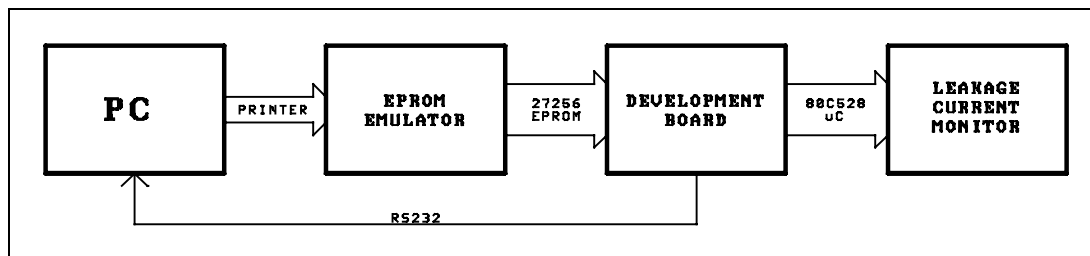 PC
PRINTER
EPROM
EMULATOR
27256
EPROM
DEVELOPMENT
BOARD
80C528
uC
LEAKAGE
CURRENT
MONITOR
RS232